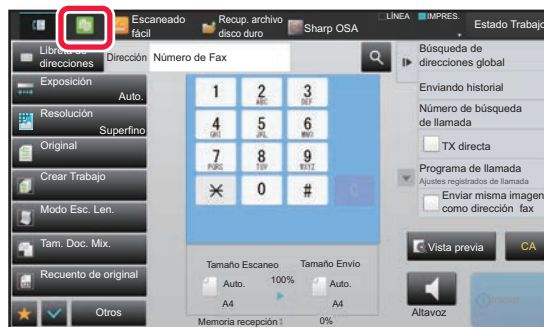 Escaneado
fácil
Recup. archivo
disco duro
Sharp OSA
LÍNEA
IMPRES.
Estado Trabajo
Libreta de
direcciones
Dirección
Número de Fax
Búsqueda de
direcciones global
Exposición
Auto.
Enviando historial
Resolución
Superfino
Número de búsqueda
de llamada
Original
TX directa
Crear Trabajo
Programa de llamada
Ajustes registrados de llamada
Modo Esc. Len.
Enviar misma imagen
como dirección fax
Tam. Doc. Mix.
Recuento de original
Otros
1
2
ABC
3
DEF
4
GHI
5
JKL
6
MNO
7
PQRS
8
TUV
9
WXYZ
0
#
Tamaño Escaneo
Tamaño Envío
Auto.
100%
Auto.
A4
A4
Memoria recepción:
0%
Vista previa
CA
Altavoz
Iniciar